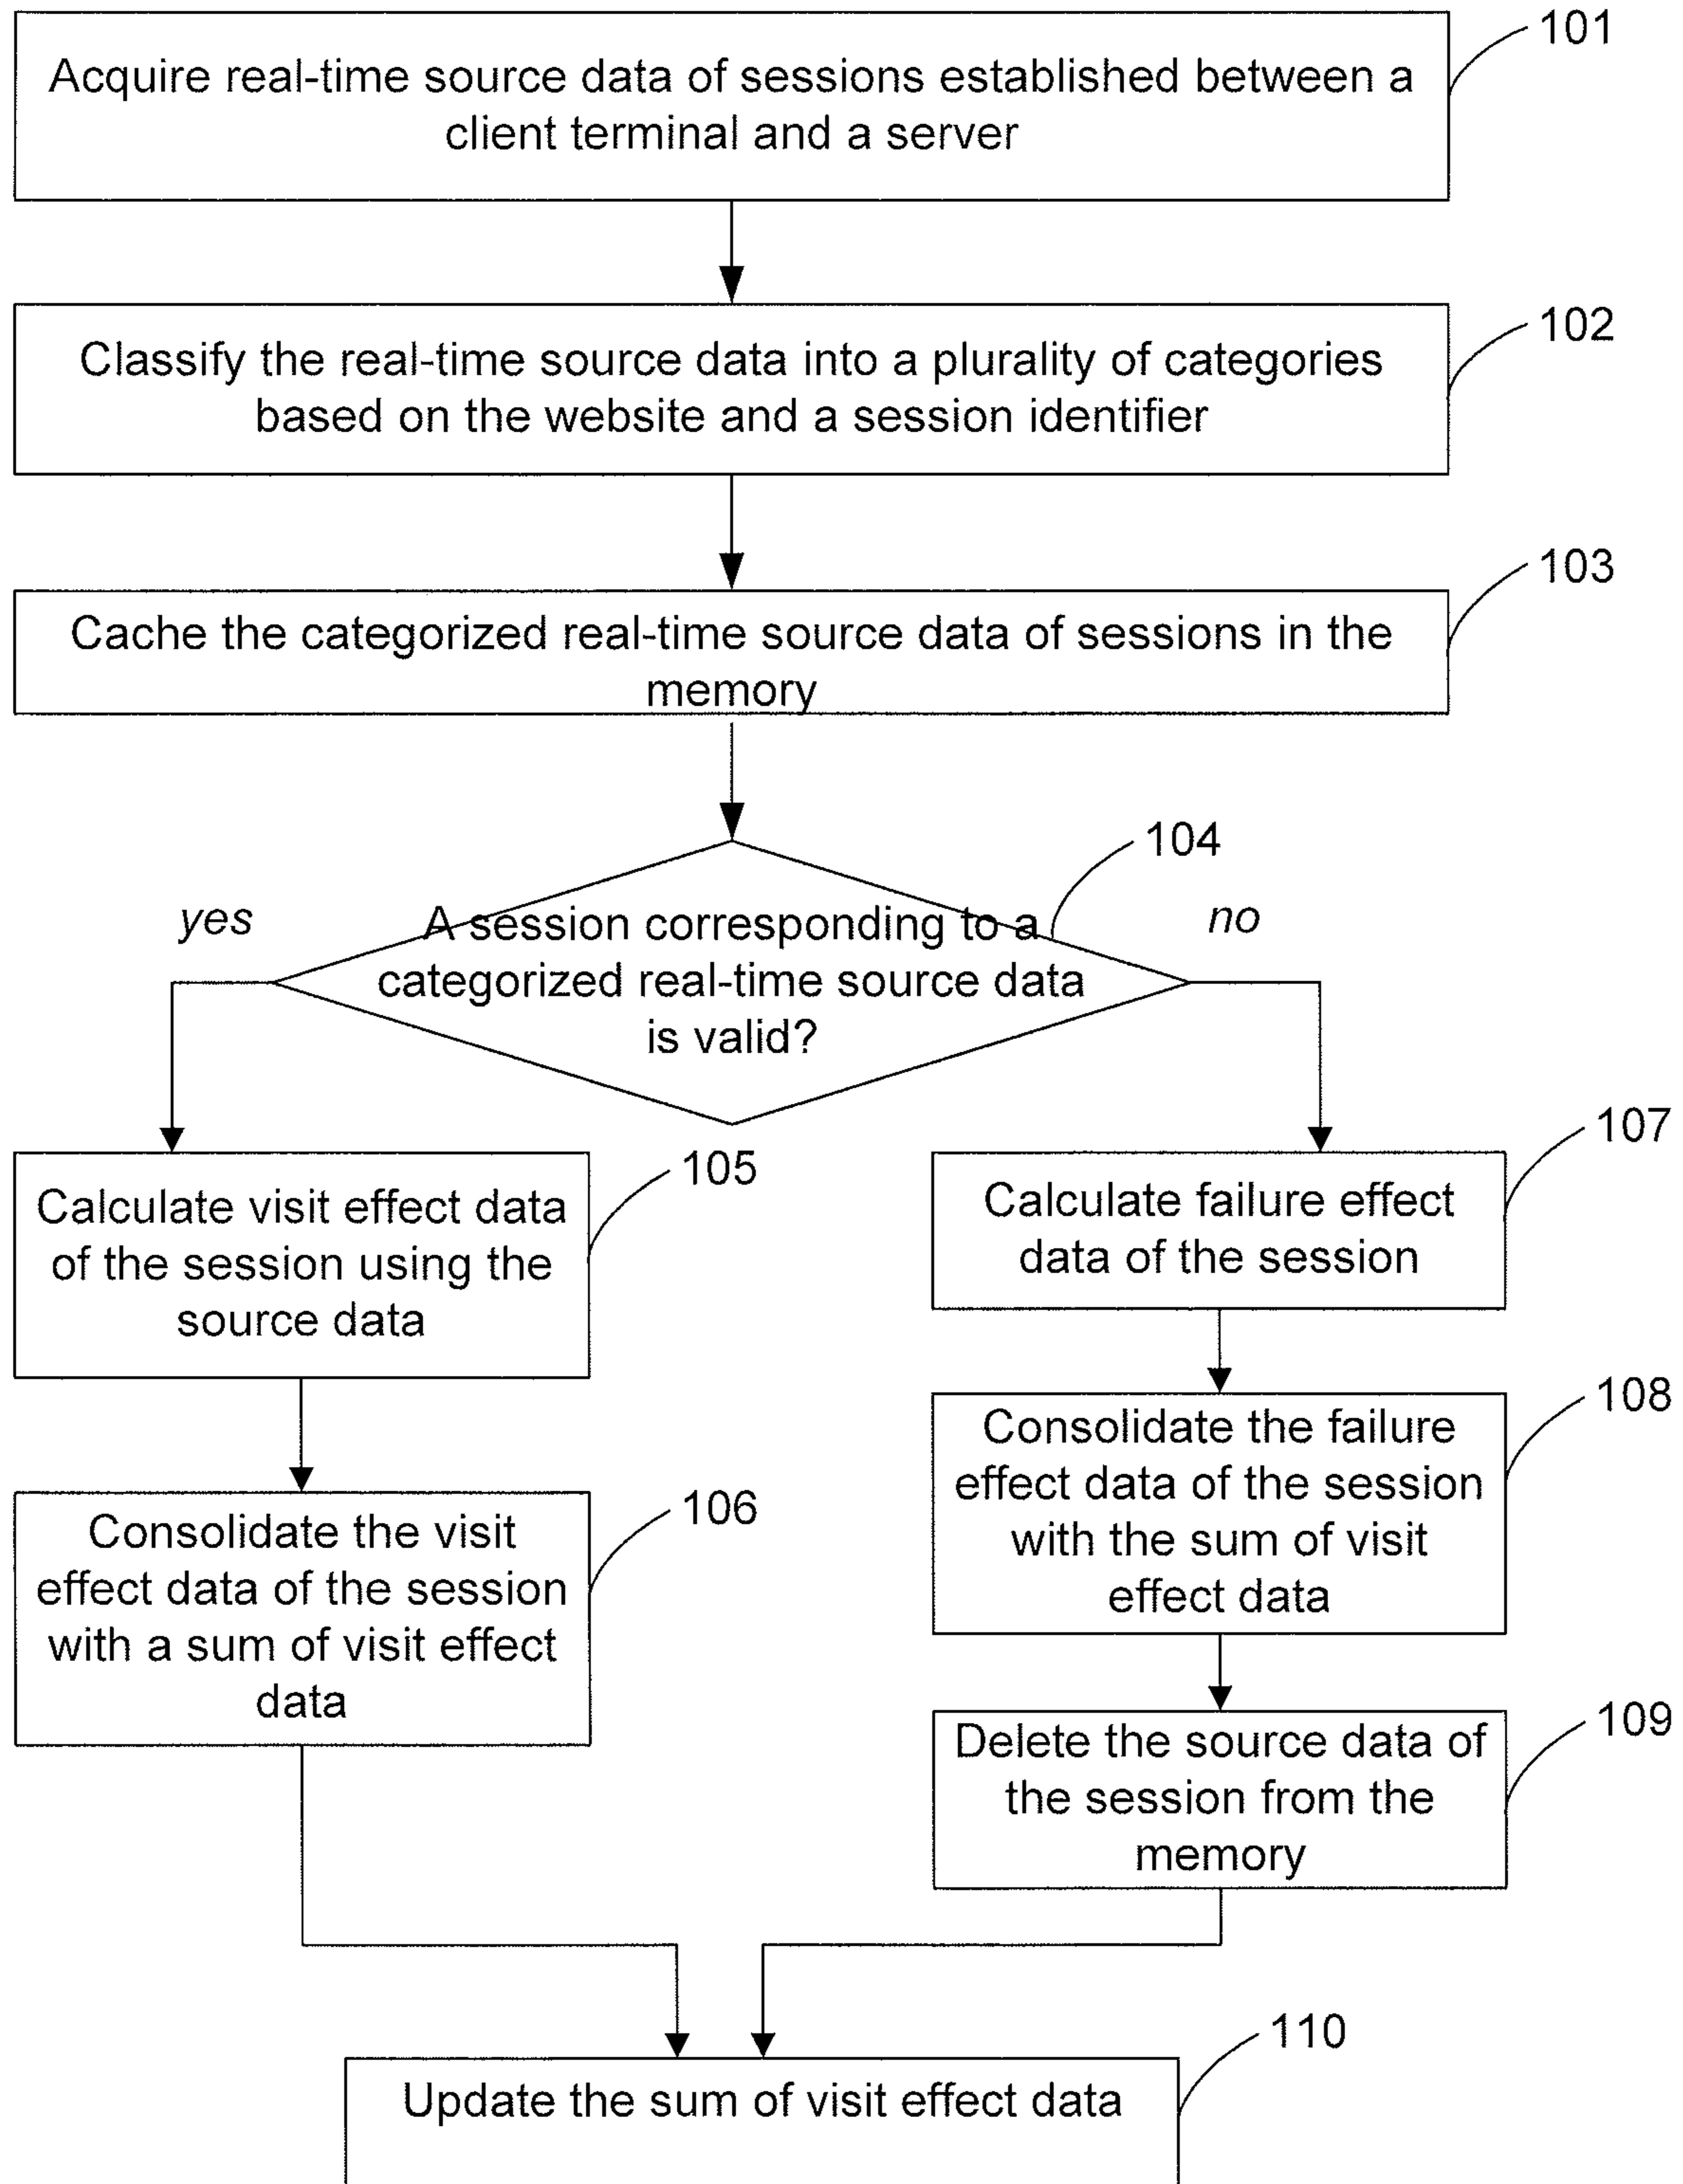 101
Acquire real-time source data of sessions established between a
client terminal and a server
102
Classify the real-time source data into a plurality of categories
based on the website and a session identifier
103
Cache the categorized real-time source data of sessions in the
memory
104
yes
no
A session corresponding to a
categorized real-time source data
is valid?
105
Calculate visit effect data
of the session using the
source data
107
Calculate failure effect
data of the session
106
Consolidate the visit
effect data of the session
with a sum of visit effect
data
108
Consolidate the failure
effect data of the session
with the sum of visit
effect data
109
Delete the source data of
the session from the
memory
110
Update the sum of visit effect data